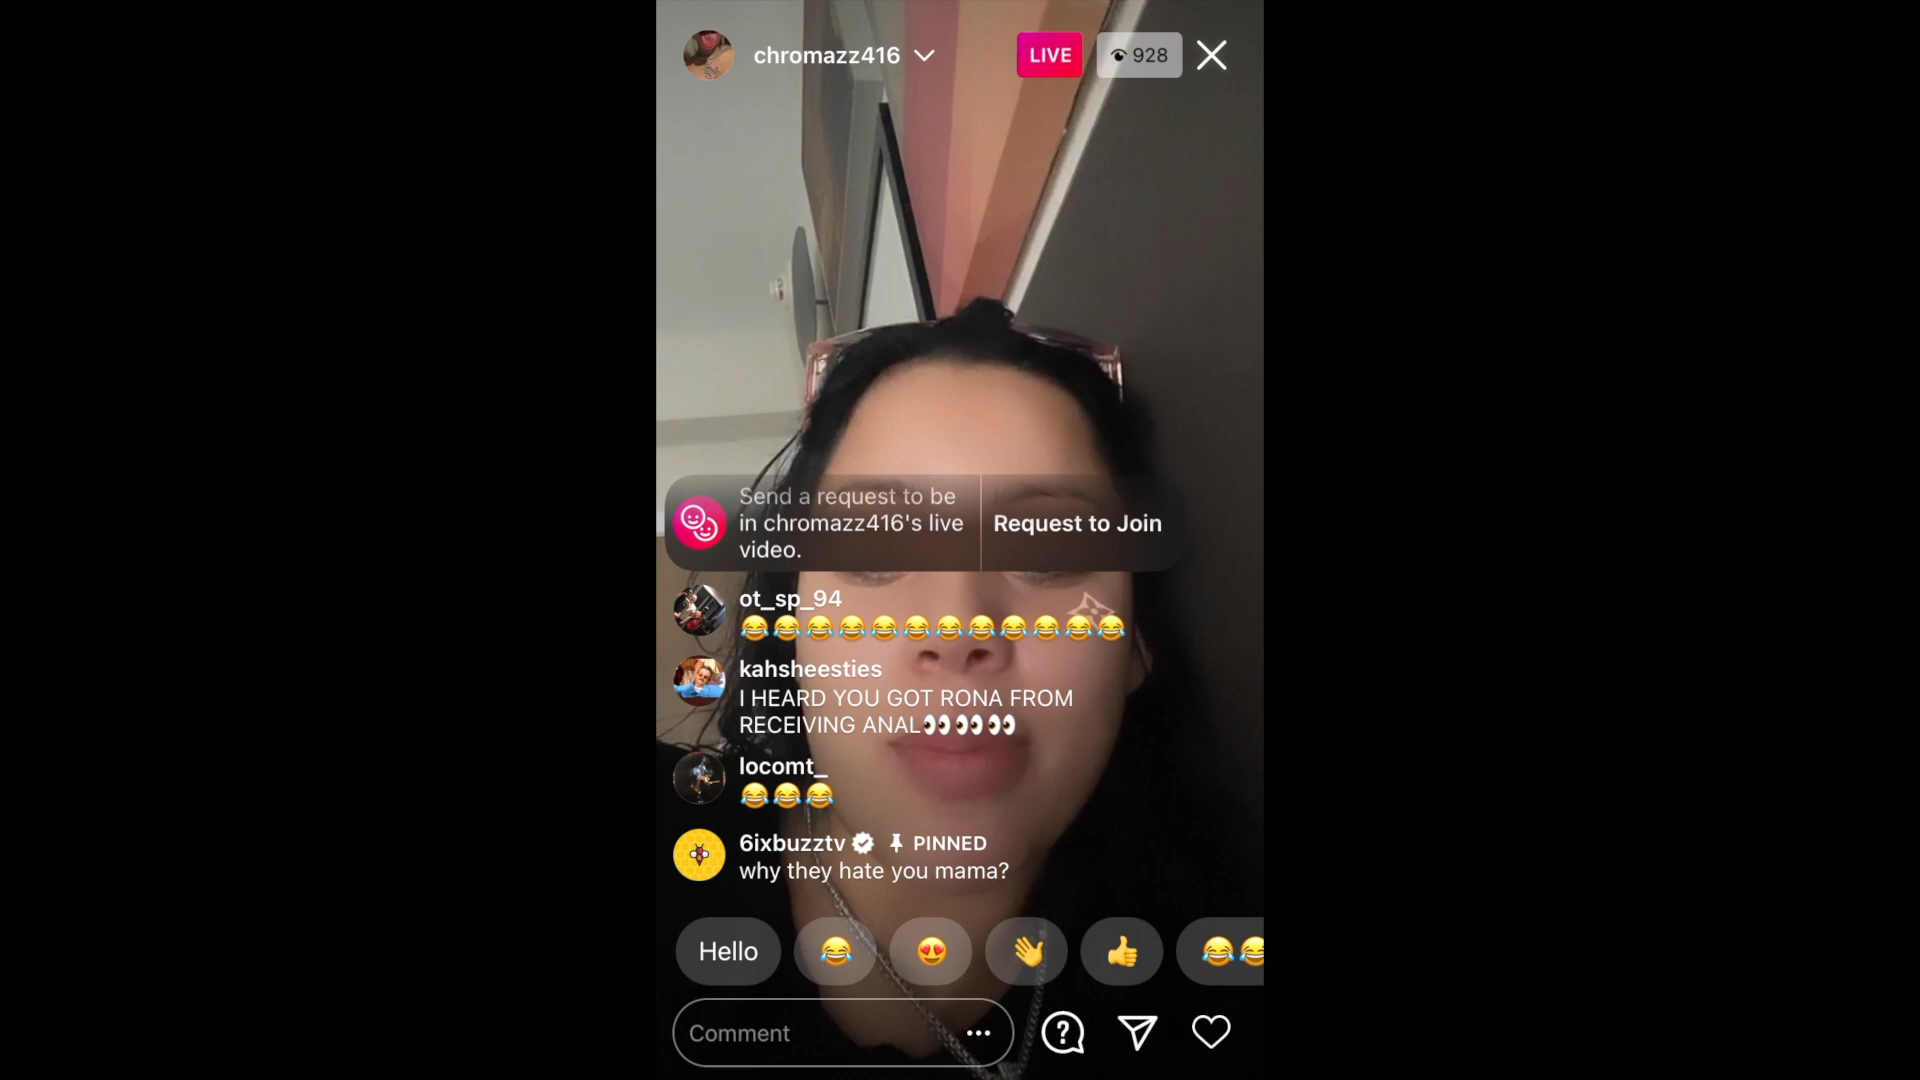 chromazz416
LIVE
928
Send a request to be
in chromazz416's live
video.
Request to Join
ot_sp_94
😂😂😂😂😂😂😂😂😂😂😂😂
kahsheesties
I HEARD YOU GOT RONA FROM
RECEIVING ANAL👀👀👀
locomt_
😂😂😂
6ixbuzztv PINNED
why they hate you mama?
Hello 😂 😍 👋 👍 😂😂
Comment